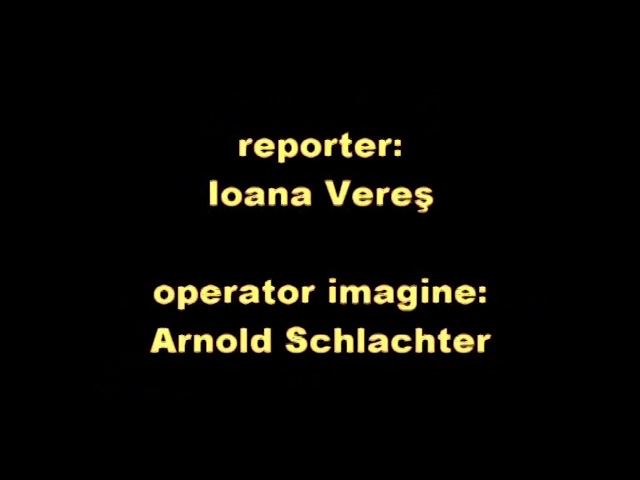 reporter:
Ioana Vereş
operator imagine:
Arnold Schlachter